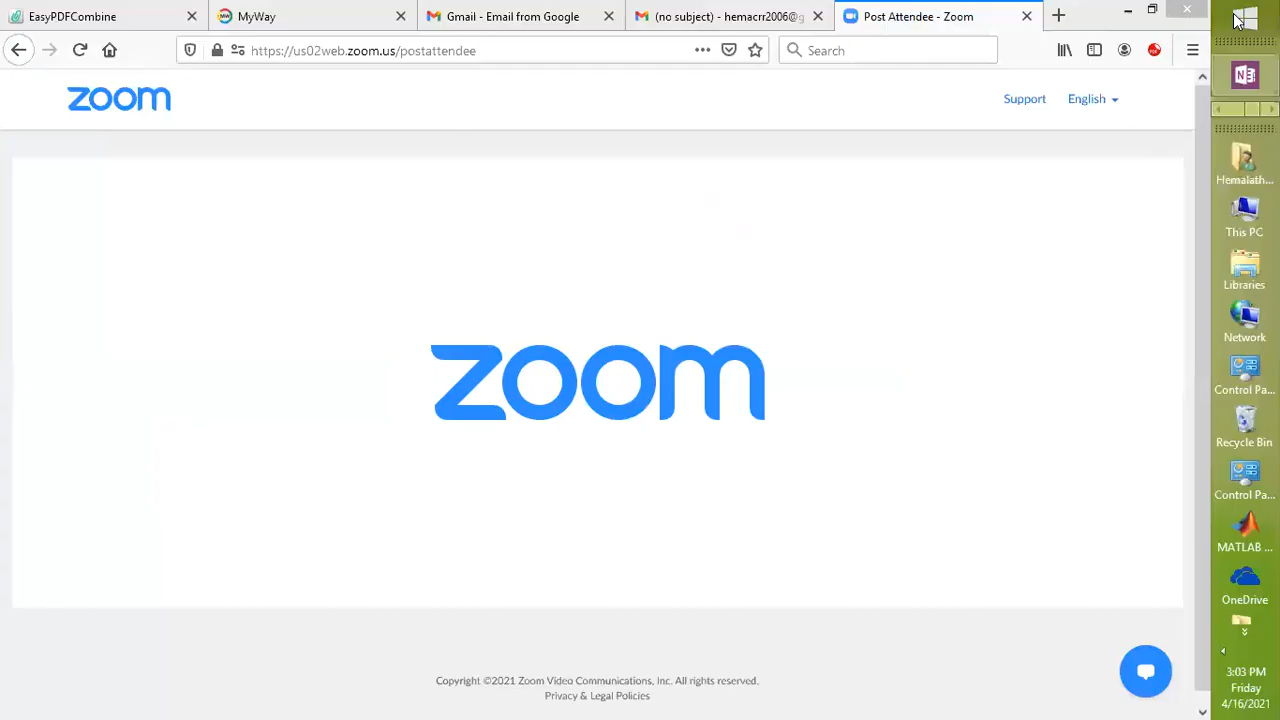 EasyPDFCombine
MyWay
Gmail - Email from Google
(no subject) - hemacrr2006@
Post Attendee - Zoom
https://us02web.zoom.us/postattendee
Search
zoom
Support
English
zoom
Copyright ©2021 Zoom Video Communications, Inc. All rights reserved.
Privacy & Legal Policies
Hemalath...
This PC
Libraries
Network
Control Pa...
Recycle Bin
Control Pa...
MATLAB ...
OneDrive
3:03 PM
Friday
4/16/2021